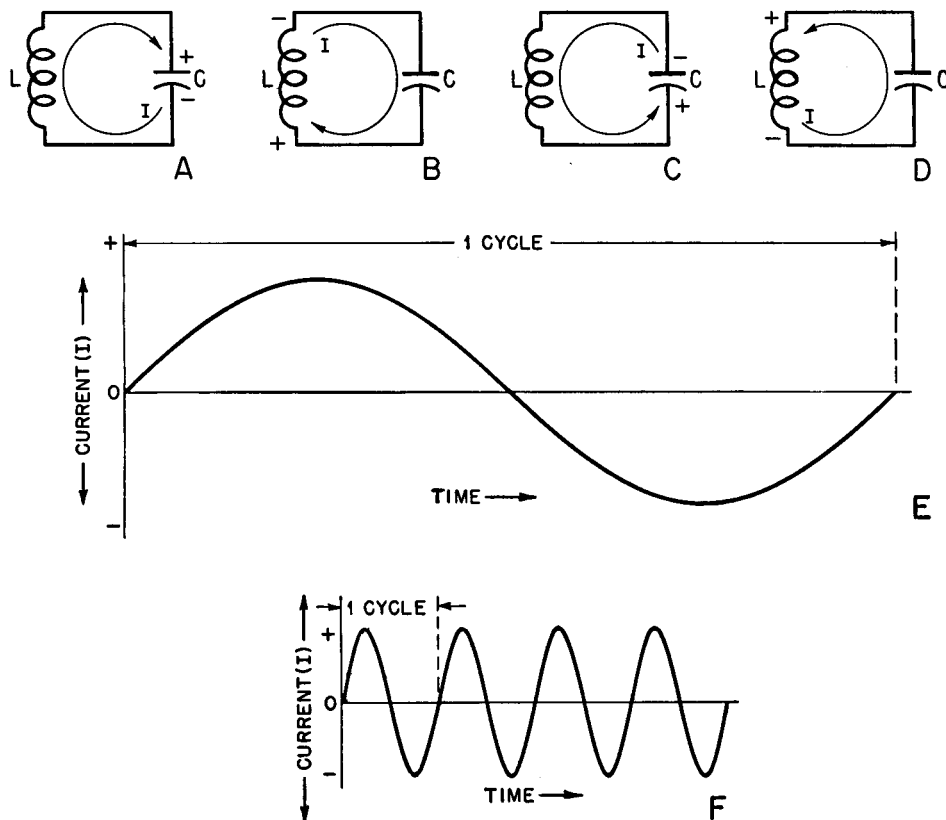 +
L
C
I
-
A
-
I
L
C
+
B
I
-
L
C
+
C
+
L
C
I
-
D
+
1 CYCLE
CURRENT (I)
0
TIME
-
E
1 CYCLE
+
CURRENT (I)
0
-
TIME
F